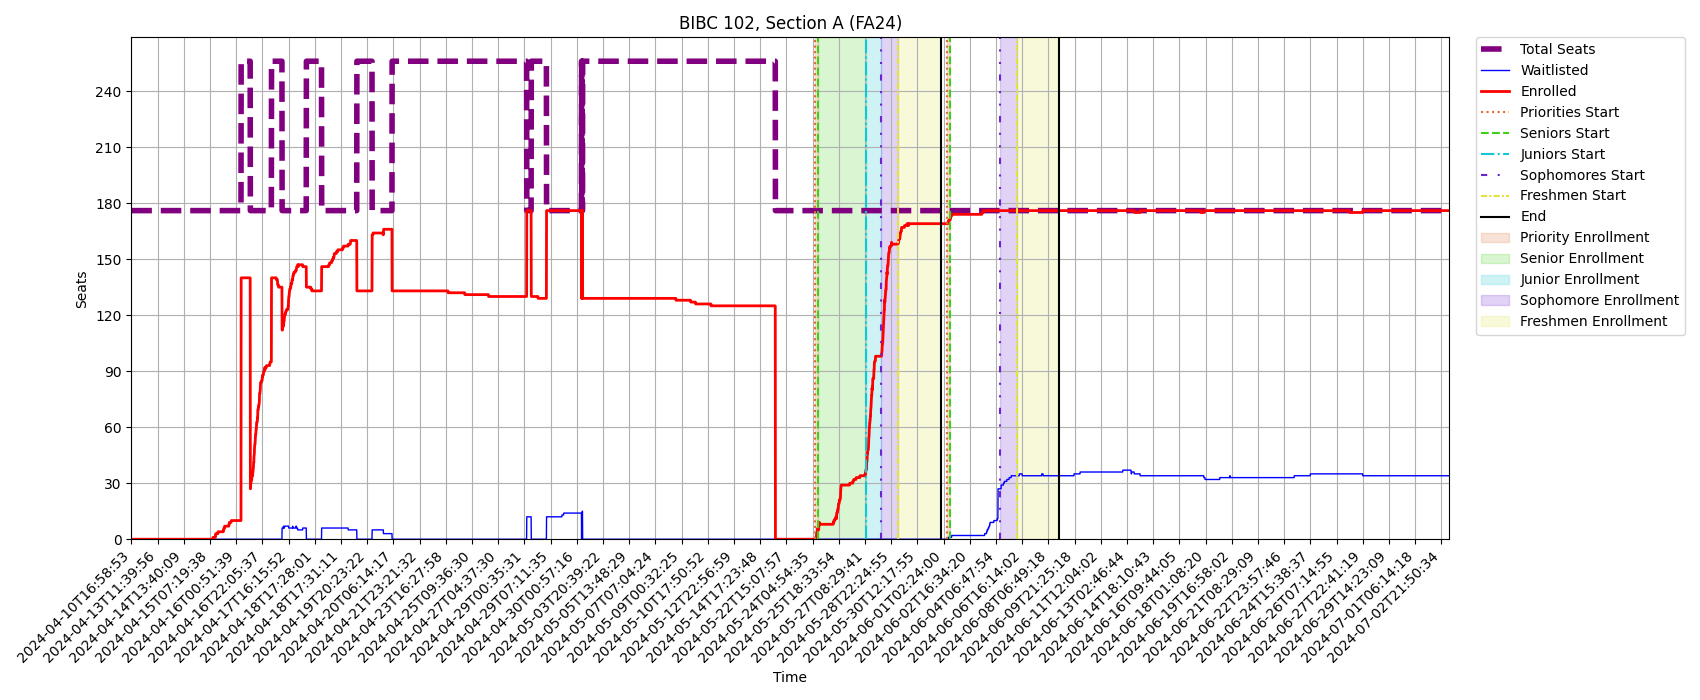 BIBC 102, Section A (FA24)
Seats
240
210
180
150
120
90
60
30
0
2024-04-10T16:58:53
2024-04-13T11:39:56
2024-04-14T13:40:09
2024-04-15T07:19:38
2024-04-16T00:51:39
2024-04-16T22:05:37
2024-04-17T16:15:52
2024-04-18T17:28:01
2024-04-18T17:31:11
2024-04-19T20:23:22
2024-04-20T06:14:17
2024-04-21T23:21:32
2024-04-23T16:27:58
2024-04-25T09:36:30
2024-04-27T04:37:30
2024-04-29T00:35:31
2024-04-29T07:11:35
2024-04-30T00:57:16
2024-05-03T20:39:22
2024-05-05T13:48:29
2024-05-07T07:04:24
2024-05-09T00:32:25
2024-05-10T17:50:52
2024-05-12T22:56:59
2024-05-14T17:23:48
2024-05-22T15:07:57
2024-05-24T04:54:35
2024-05-25T18:33:54
2024-05-27T08:29:41
2024-05-28T22:24:55
2024-05-30T12:17:55
2024-06-01T02:24:00
2024-06-02T16:34:20
2024-06-04T06:47:54
2024-06-06T16:14:02
2024-06-08T06:49:18
2024-06-09T21:25:18
2024-06-11T12:04:02
2024-06-13T02:46:44
2024-06-14T18:10:43
2024-06-16T09:44:05
2024-06-18T01:08:20
2024-06-19T16:58:02
2024-06-21T08:29:09
2024-06-22T23:57:46
2024-06-24T15:38:37
2024-06-26T07:14:55
2024-06-27T22:41:19
2024-06-29T14:23:09
2024-07-01T06:14:18
2024-07-02T21:50:34
Time
Total Seats
Waitlisted
Enrolled
Priorities Start
Seniors Start
Juniors Start
Sophomores Start
Freshmen Start
End
Priority Enrollment
Senior Enrollment
Junior Enrollment
Sophomore Enrollment
Freshmen Enrollment